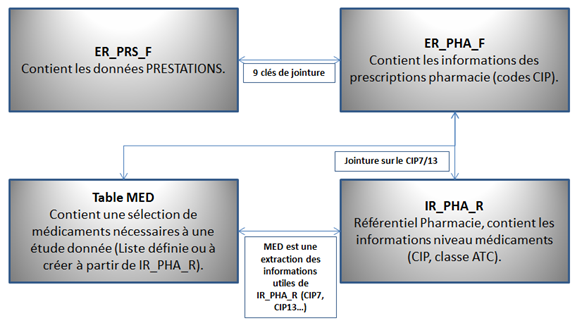 ER_PRS_F
Contient les données PRESTATIONS.
9 clés de jointure
ER_PHA_F
Contient les informations des
prescriptions pharmacie (codes CIP).
Jointure sur le CIP7/13
Table MED
Contient une sélection de
médicaments nécessaires à une
étude donnée (Liste définie ou à
créer à partir de IR_PHA_R).
MED est une
extraction des
informations
utiles de
IR_PHA_R (CIP7,
CIP13...)
IR_PHA_R
Référentiel Pharmacie, contient les
informations niveau médicaments
(CIP, classe ATC).